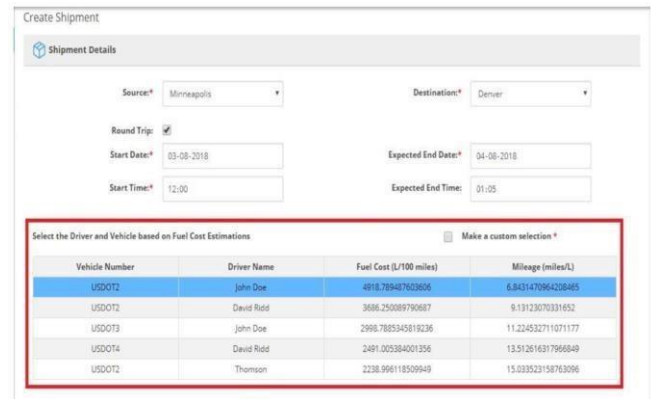 Create Shipment
Shipment Details
Source:* Minneapolis Destination:* Denver
Round Trip:
Start Date:* 03-08-2018 Expected End Date:* 04-08-2018
Start Time:* 12:00 Expected End Time: 01:05
Select the Driver and Vehicle based on Fuel Cost Estimations Make a custom selection *
Vehicle Number Driver Name Fuel Cost (L/100 miles) Mileage (miles/L)
USDOT2 John Doe 4918.789487603606 6.8431470964208465
USDOT2 David Ridd 3686.250089790687 9.13123070331652
USDOT3 John Doe 2998.7885345819236 11.224532711071177
USDOT4 David Ridd 2491.005384001356 13.512616317966849
USDOT2 Thomson 2238.996118509949 15.033523158763096